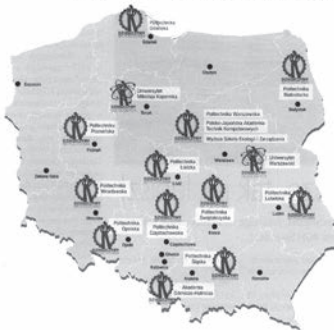 Politechnika
Gdańska
Gdańsk
Szczecin
Olsztyn
Politechnika
Białostocka
Białystok
Uniwersytet
Mikołaja Kopernika
Toruń
Politechnika
Poznańska
Poznań
Politechnika Warszawska
Polsko-Japońska Akademia
Technik Komputerowych
Wyższa Szkoła Ekologii i Zarządzania
Warszawa
Uniwersytet
Warszawski
Zielona Góra
Politechnika
Łódzka
Łódź
Politechnika
Wrocławska
Wrocław
Politechnika
Lubelska
Lublin
Politechnika
Świętokrzyska
Kielce
Politechnika
Opolska
Opole
Politechnika
Częstochowska
Częstochowa
Gliwice
Katowice
Politechnika
Śląska
Kraków
Rzeszów
Akademia
Górniczo-Hutnicza